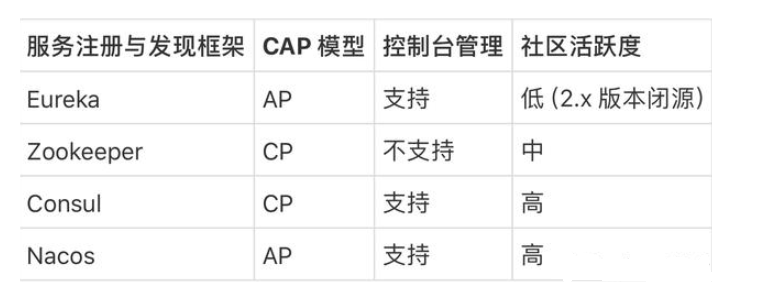 服务注册与发现框架 CAP 模型 控制台管理 社区活跃度
Eureka AP 支持 低 (2.x 版本闭源)
Zookeeper CP 不支持 中
Consul CP 支持 高
Nacos AP 支持 高